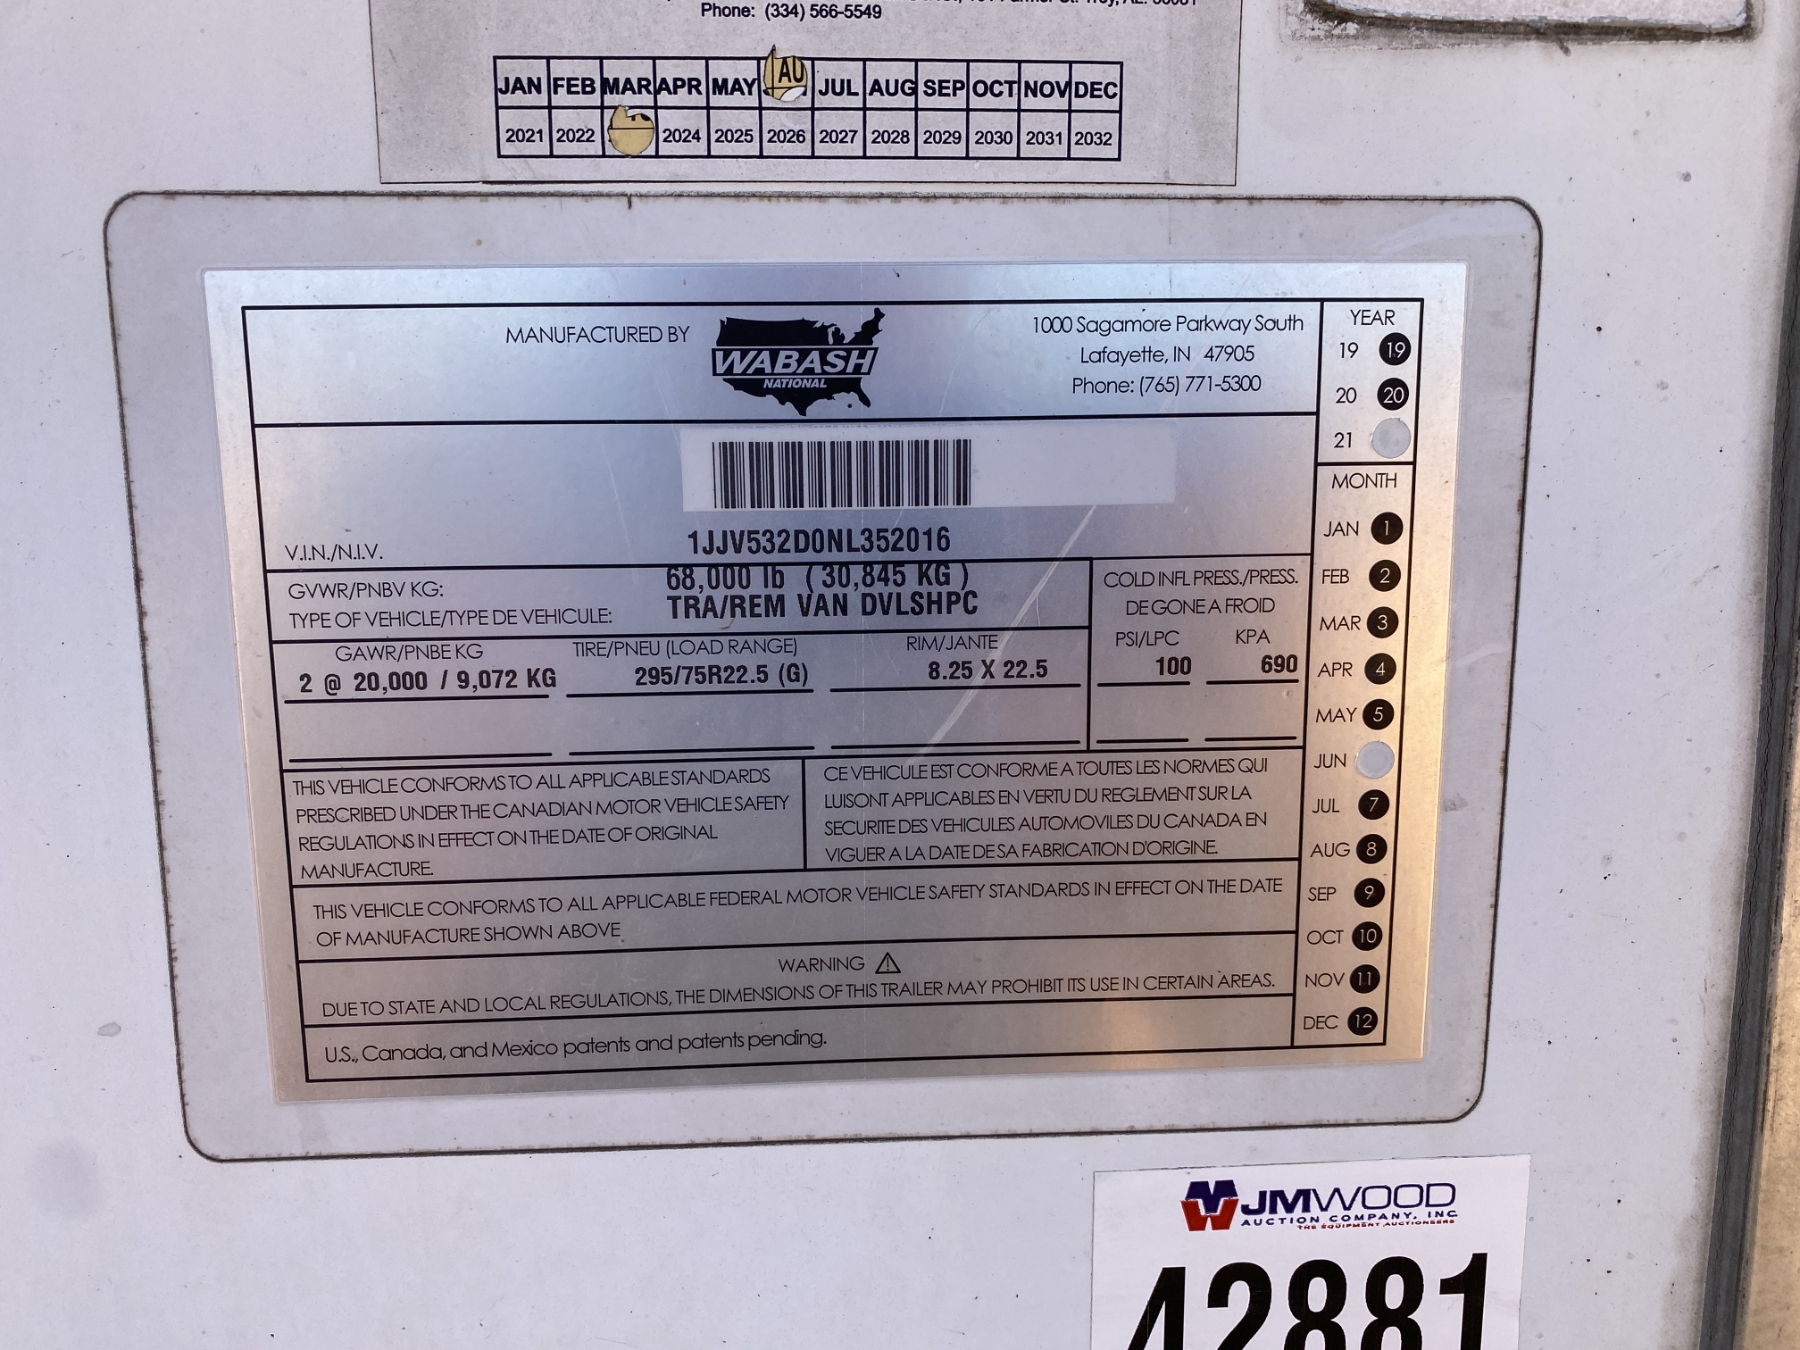 Phone: (334) 566-5549
JAN FEB MAR APR MAY AU JUL AUG SEP OCT NOV DEC
2021 2022 2024 2025 2026 2027 2028 2029 2030 2031 2032
MANUFACTURED BY
WABASH
NATIONAL
1000 Sagamore Parkway South
Lafayette, IN 47905
Phone: (765) 771-5300
YEAR
19 19
20 20
21
V.I.N./N.I.V.
1JJV532D0NL352016
GVWR/PNBV KG:
68,000 lb (30,845 KG)
TYPE OF VEHICLE/TYPE DE VEHICULE:
TRA/REM VAN DVLSHPC
COLD INFL PRESS./PRESS.
DE GONE A FROID
GAWR/PNBE KG
TIRE/PNEU (LOAD RANGE)
RIM/JANTE
PSI/LPC
KPA
2 @ 20,000 / 9,072 KG
295/75R22.5 (G)
8.25 X 22.5
100
690
THIS VEHICLE CONFORMS TO ALL APPLICABLE STANDARDS
PRESCRIBED UNDER THE CANADIAN MOTOR VEHICLE SAFETY
REGULATIONS IN EFFECT ON THE DATE OF ORIGINAL
MANUFACTURE.
CE VEHICULE EST CONFORME A TOUTES LES NORMES QUI
LUISONT APPLICABLES EN VERTU DU REGLEMENT SUR LA
SECURITE DES VEHICULES AUTOMOVILES DU CANADA EN
VIGUER A LA DATE DE SA FABRICATION D'ORIGINE.
THIS VEHICLE CONFORMS TO ALL APPLICABLE FEDERAL MOTOR VEHICLE SAFETY STANDARDS IN EFFECT ON THE DATE
OF MANUFACTURE SHOWN ABOVE
WARNING
DUE TO STATE AND LOCAL REGULATIONS, THE DIMENSIONS OF THIS TRAILER MAY PROHIBIT ITS USE IN CERTAIN AREAS.
U.S., Canada, and Mexico patents and patents pending.
MONTH
JAN 1
FEB 2
MAR 3
APR 4
MAY 5
JUN
JUL 7
AUG 8
SEP 9
OCT 10
NOV 11
DEC 12
JMWOOD
AUCTION COMPANY, INC
THE EQUIPMENT AUCTIONEERS
42881